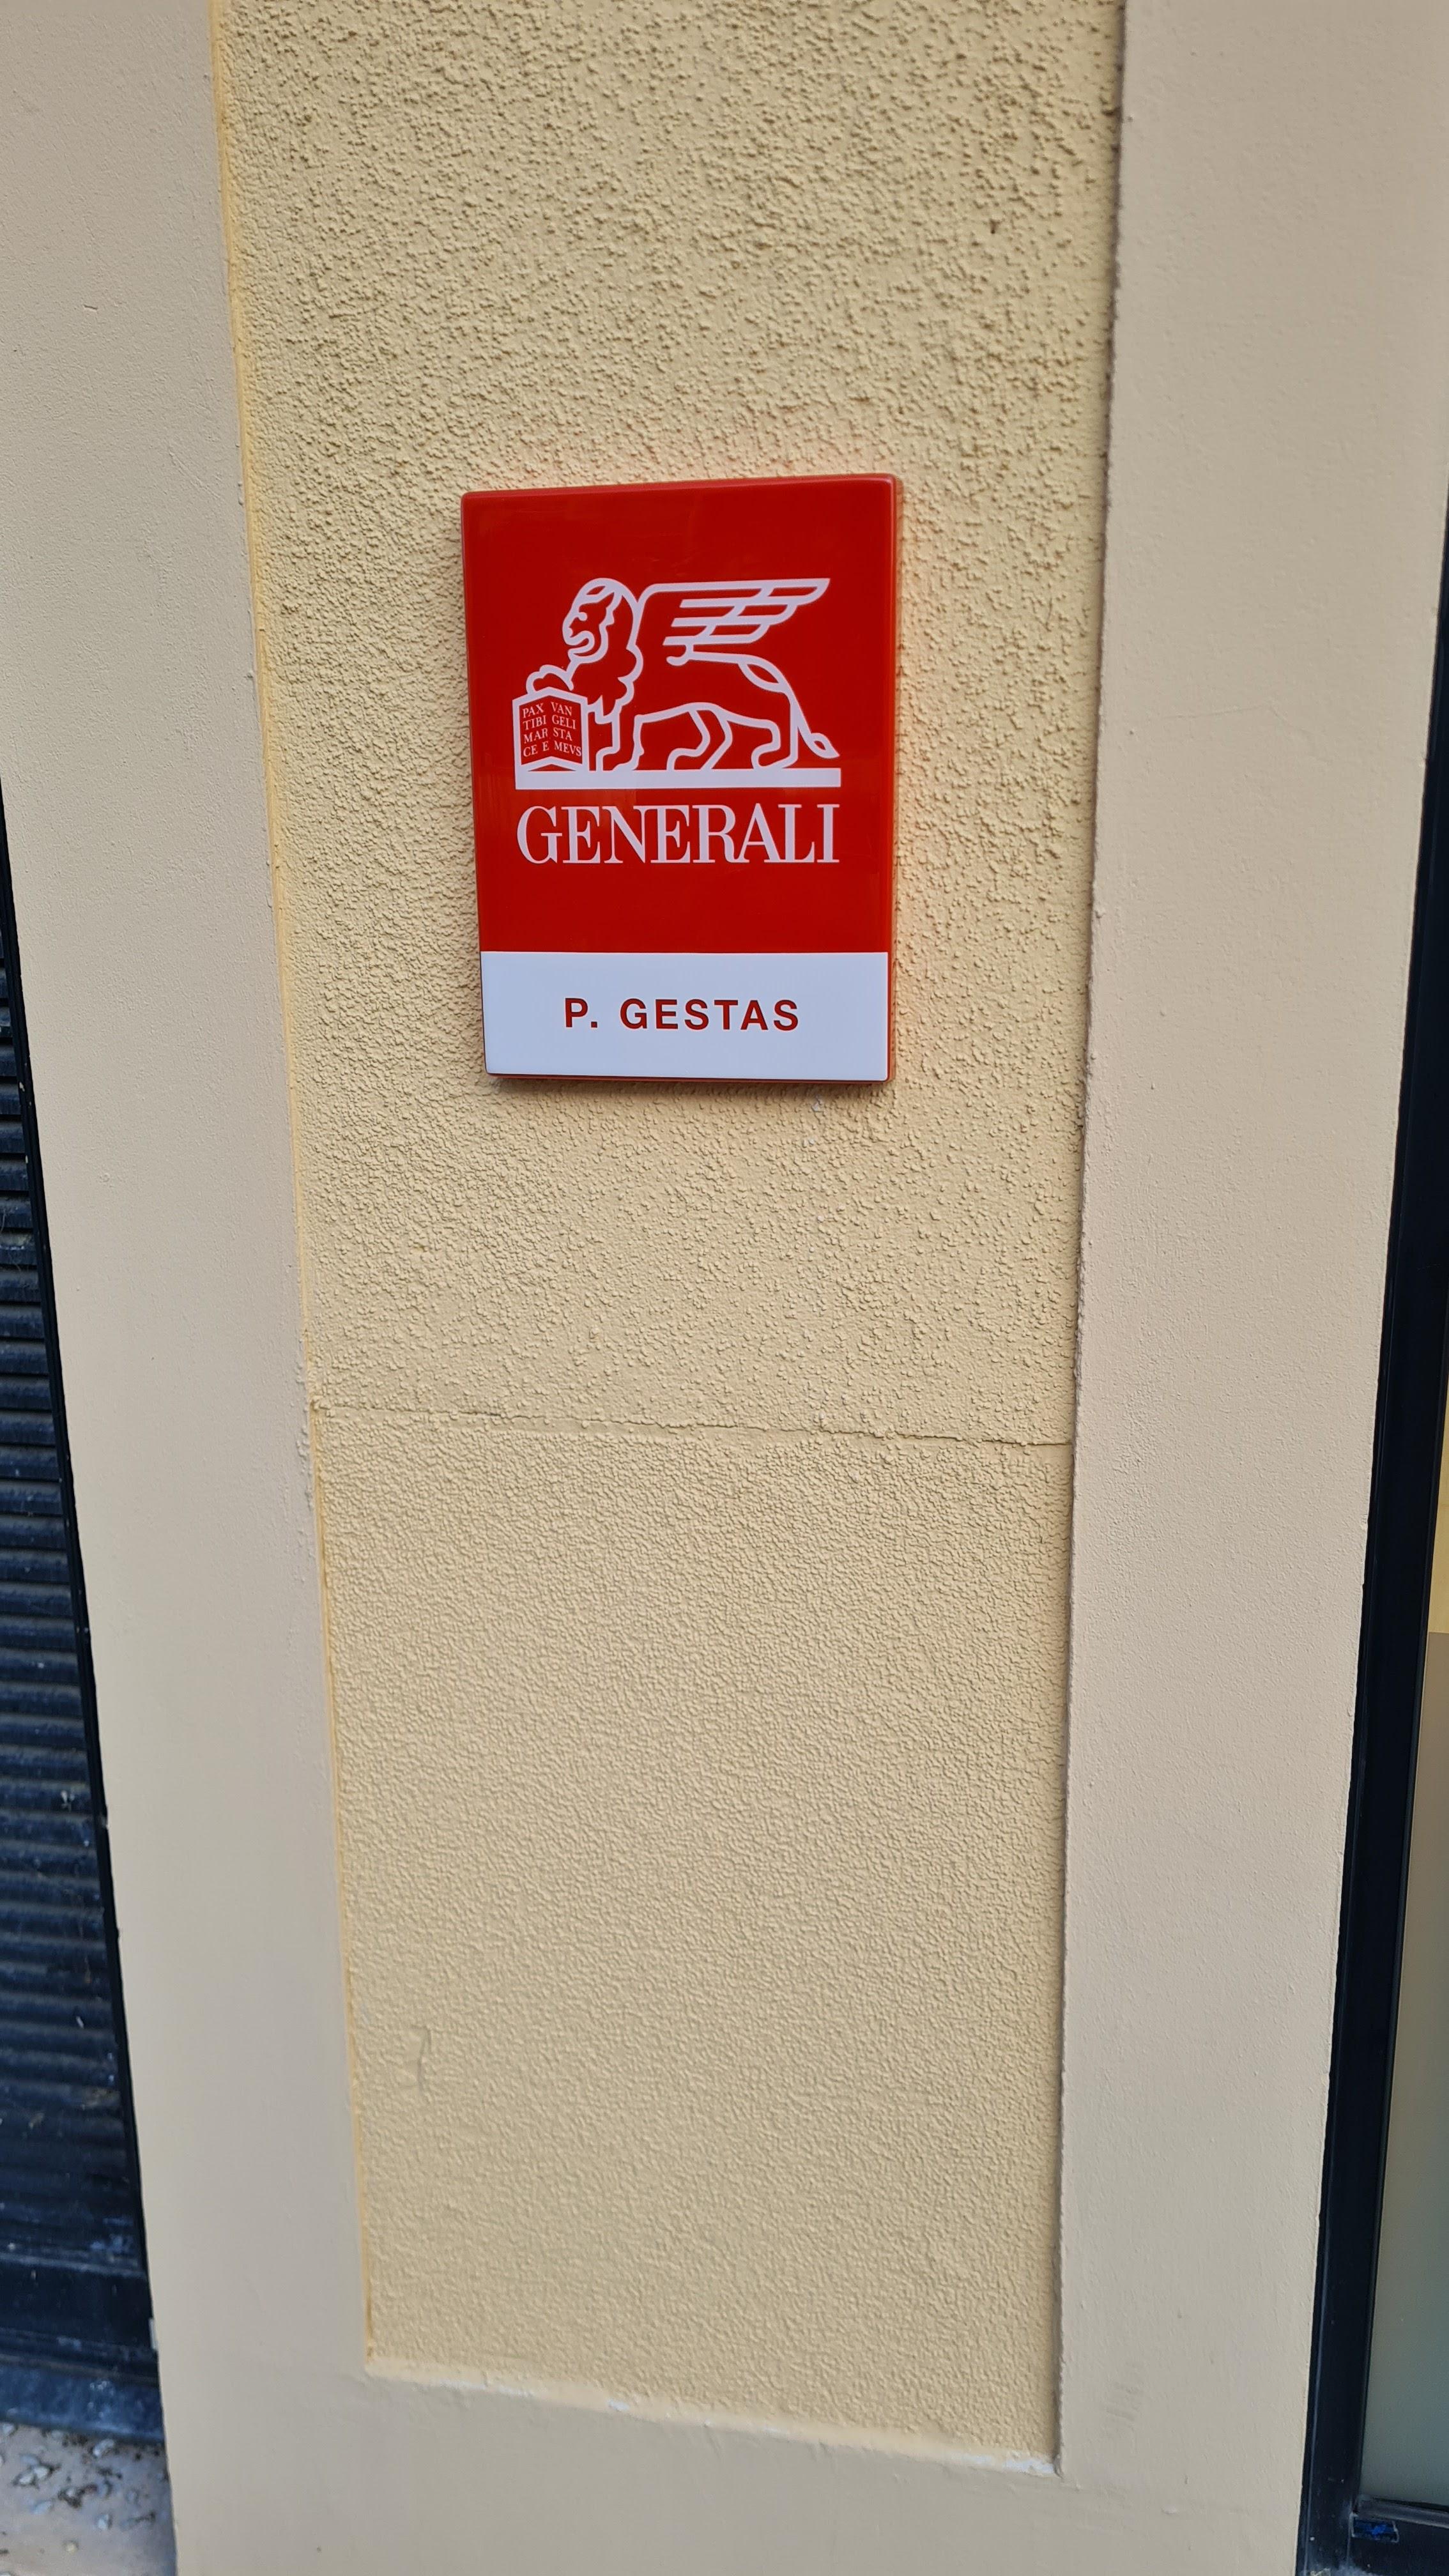 PAX VAN
TIBI GELI
MAR STA
CE E MEVS
GENERALI
P. GESTAS